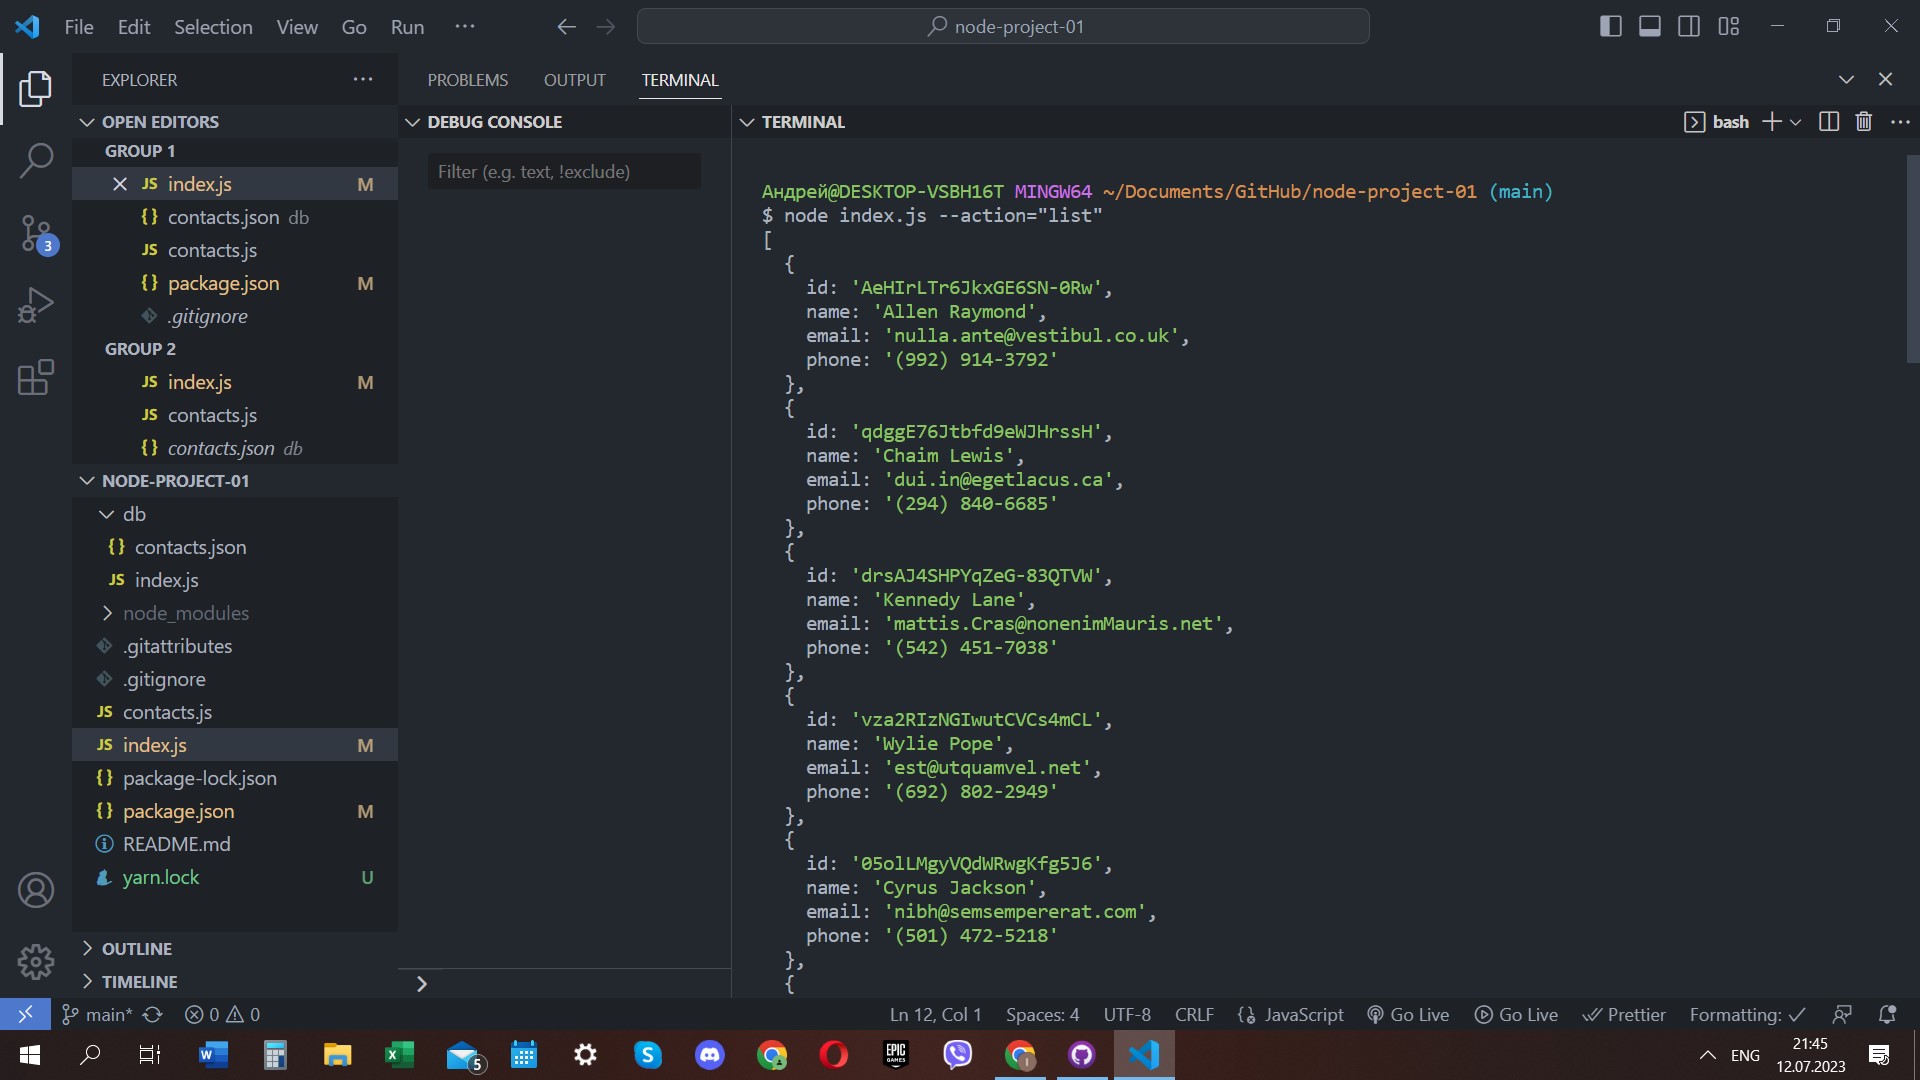 File Edit Selection View Go Run ···
node-project-01
EXPLORER ···
OPEN EDITORS
GROUP 1
JS index.js M
{} contacts.json db
JS contacts.js
{} package.json M
.gitignore
GROUP 2
JS index.js M
JS contacts.js
{} contacts.json db
NODE-PROJECT-01
db
{} contacts.json
JS index.js
node_modules
.gitattributes
.gitignore
JS contacts.js
JS index.js M
{} package-lock.json
{} package.json M
README.md
yarn.lock U
OUTLINE
TIMELINE
3
PROBLEMS OUTPUT TERMINAL
DEBUG CONSOLE
Filter (e.g. text, !exclude)
TERMINAL
bash
Андрей@DESKTOP-VSBH16T MINGW64 ~/Documents/GitHub/node-project-01 (main)
$ node index.js --action="list"
[
{
id: 'AeHIrLTr6JkxGE6SN-0Rw',
name: 'Allen Raymond',
email: 'nulla.ante@vestibul.co.uk',
phone: '(992) 914-3792'
},
{
id: 'qdggE76Jtbfd9eWJHrssH',
name: 'Chaim Lewis',
email: 'dui.in@egetlacus.ca',
phone: '(294) 840-6685'
},
{
id: 'drsAJ4SHPYqZeG-83QTVW',
name: 'Kennedy Lane',
email: 'mattis.Cras@nonenimMauris.net',
phone: '(542) 451-7038'
},
{
id: 'vza2RIzNGIwutCVCs4mCL',
name: 'Wylie Pope',
email: 'est@utquamvel.net',
phone: '(692) 802-2949'
},
{
id: '05olLMgyVQdWRwgKfg5J6',
name: 'Cyrus Jackson',
email: 'nibh@semsempererat.com',
phone: '(501) 472-5218'
},
{
main* 0 0
Ln 12, Col 1 Spaces: 4 UTF-8 CRLF {} JavaScript Go Live Go Live Prettier Formatting: ✓
W X 5 S EPIC GAMES I
ENG
21:45
12.07.2023